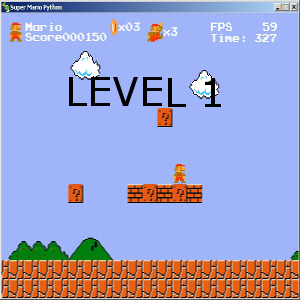 Super Mario Python
Mario x03 x3 FPS 59
Score000150 Time: 327
LEVEL 1
?
? ? ?